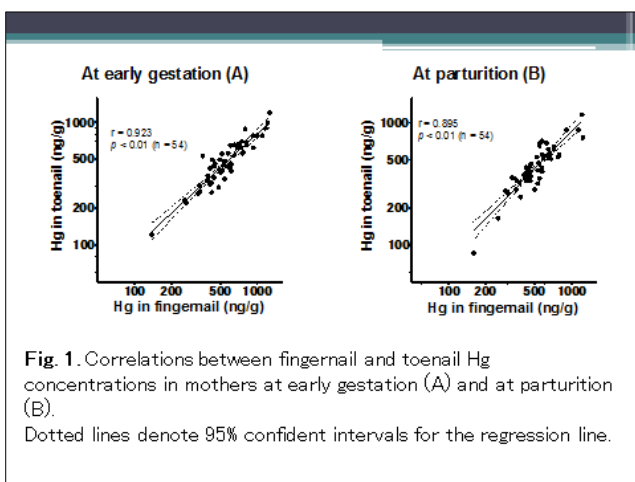 At early gestation (A)
At parturition (B)
Hg in toenail (ng/g)
1000
500
200
100
r = 0.923
p < 0.01 (n = 54)
100 200 500 1000
Hg in fingernail (ng/g)
Hg in toenail (ng/g)
1000
500
200
100
r = 0.895
p < 0.01 (n = 54)
100 200 500 1000
Hg in fingernail (ng/g)
Fig. 1. Correlations between fingernail and toenail Hg
concentrations in mothers at early gestation (A) and at parturition
(B).
Dotted lines denote 95% confident intervals for the regression line.